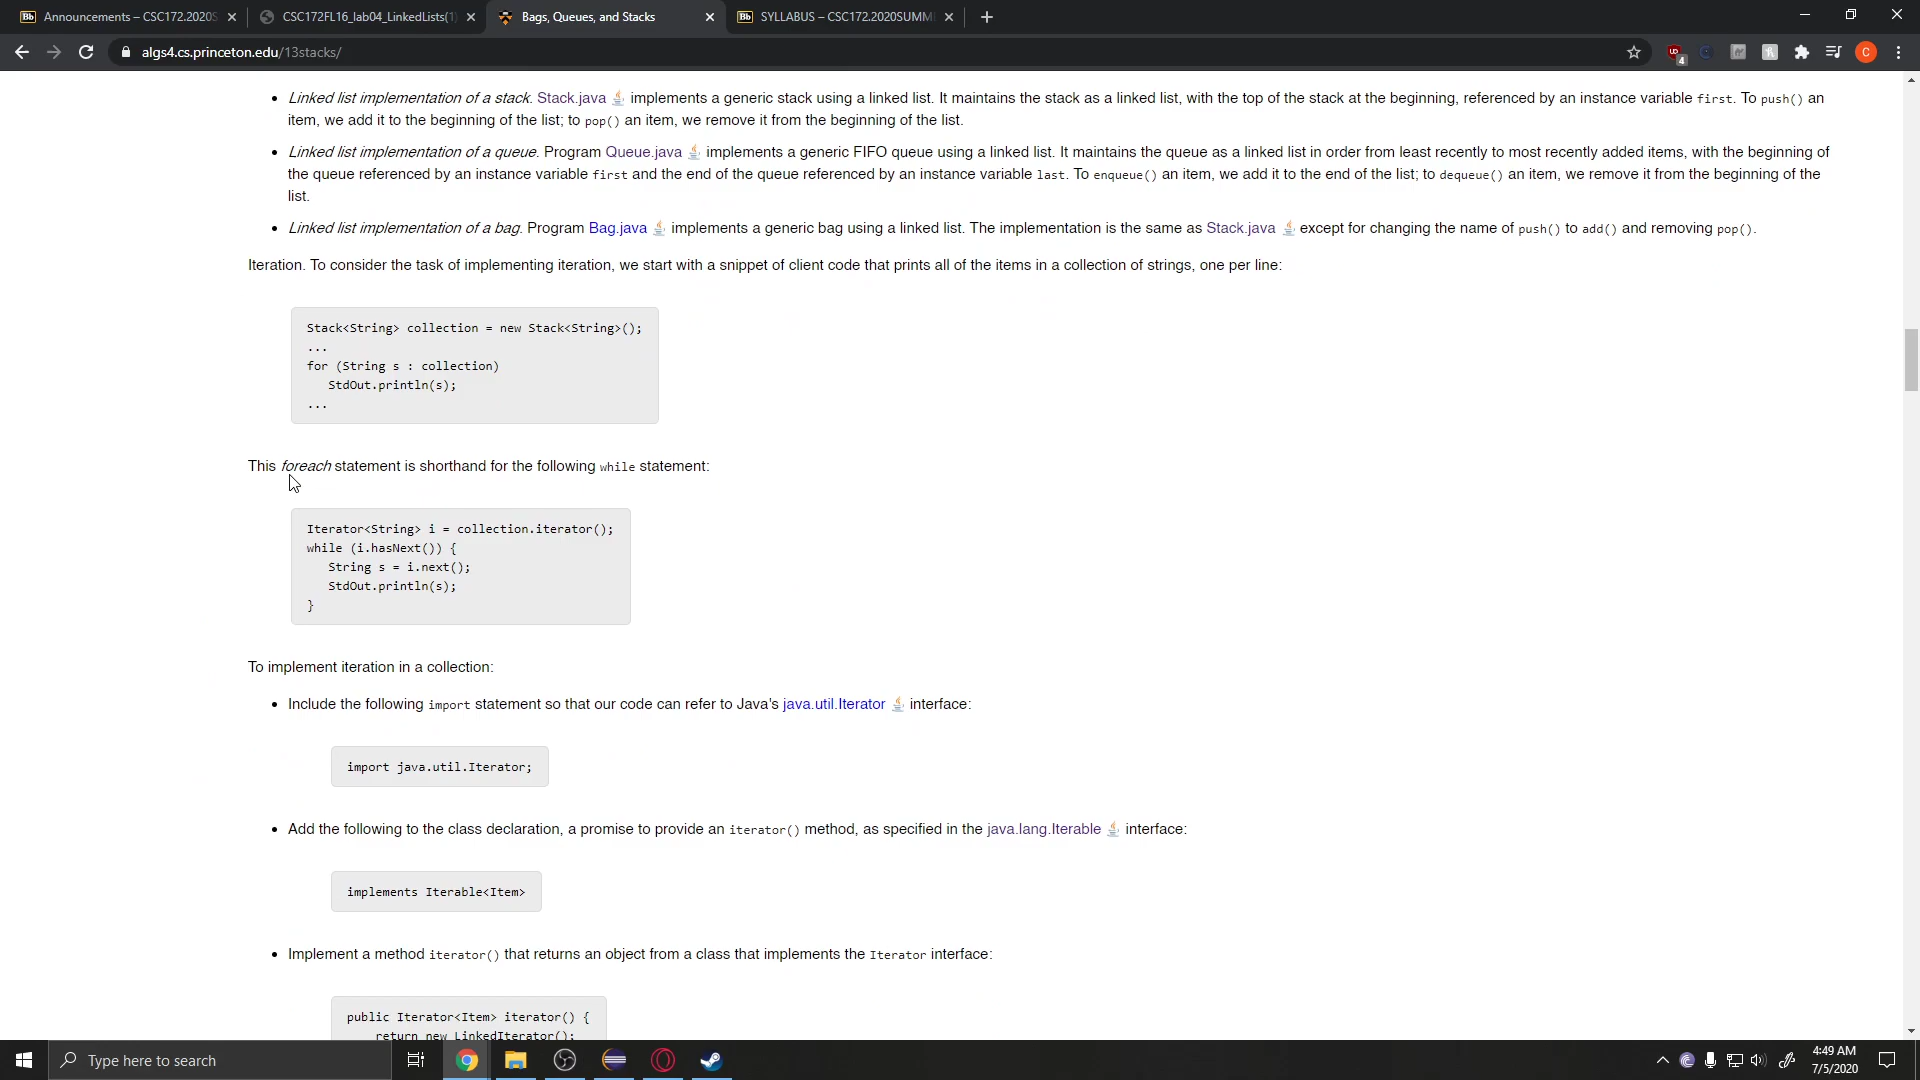 Announcements – CSC172.2020S
CSC172FL16_lab04_LinkedLists(1)
Bags, Queues, and Stacks
SYLLABUS – CSC172.2020SUMM
algs4.cs.princeton.edu/13stacks/
• Linked list implementation of a stack. Stack.java implements a generic stack using a linked list. It maintains the stack as a linked list, with the top of the stack at the beginning, referenced by an instance variable first. To push() an
item, we add it to the beginning of the list; to pop() an item, we remove it from the beginning of the list.
• Linked list implementation of a queue. Program Queue.java implements a generic FIFO queue using a linked list. It maintains the queue as a linked list in order from least recently to most recently added items, with the beginning of
the queue referenced by an instance variable first and the end of the queue referenced by an instance variable last. To enqueue() an item, we add it to the end of the list; to dequeue() an item, we remove it from the beginning of the
list.
• Linked list implementation of a bag. Program Bag.java implements a generic bag using a linked list. The implementation is the same as Stack.java except for changing the name of push() to add() and removing pop().
Iteration. To consider the task of implementing iteration, we start with a snippet of client code that prints all of the items in a collection of strings, one per line:
Stack<String> collection = new Stack<String>();
...
for (String s : collection)
StdOut.println(s);
...
This foreach statement is shorthand for the following while statement:
Iterator<String> i = collection.iterator();
while (i.hasNext()) {
String s = i.next();
StdOut.println(s);
}
To implement iteration in a collection:
• Include the following import statement so that our code can refer to Java's java.util.Iterator interface:
import java.util.Iterator;
• Add the following to the class declaration, a promise to provide an iterator() method, as specified in the java.lang.Iterable interface:
implements Iterable<Item>
• Implement a method iterator() that returns an object from a class that implements the Iterator interface:
public Iterator<Item> iterator() {
return new LinkedIterator();
Type here to search
4:49 AM
7/5/2020